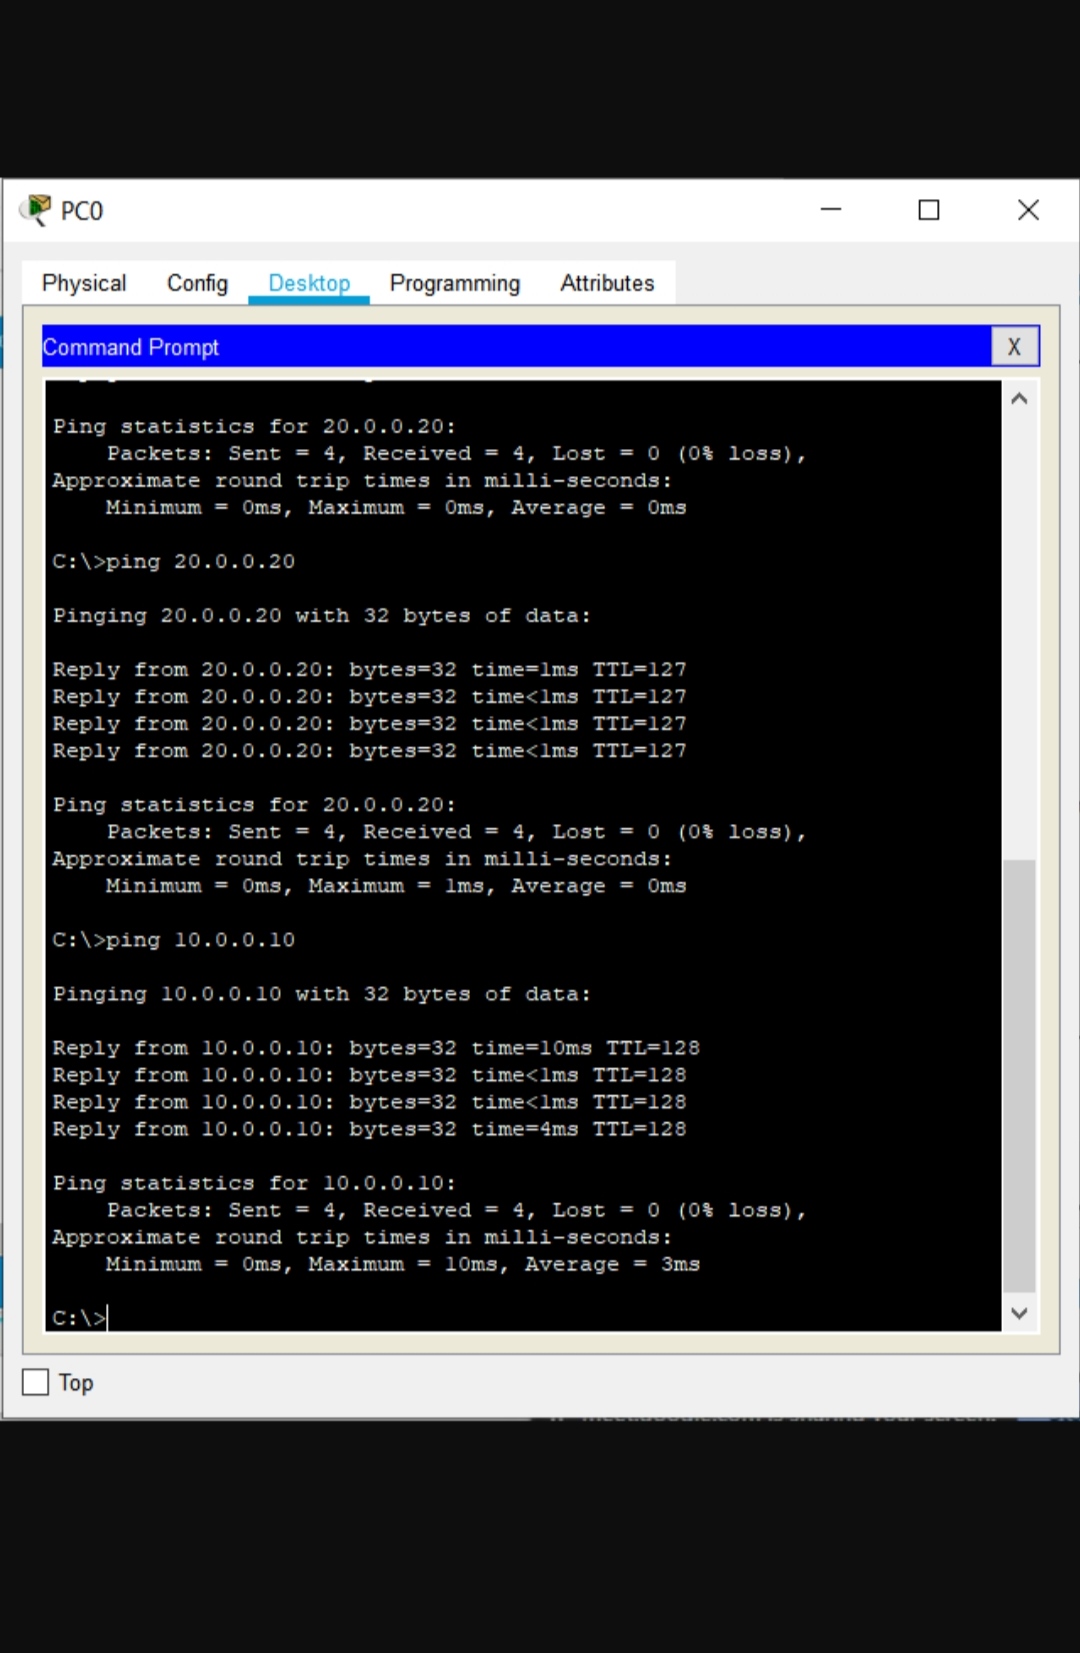 PC0
Physical Config Desktop Programming Attributes
Command Prompt X
Ping statistics for 20.0.0.20:
Packets: Sent = 4, Received = 4, Lost = 0 (0% loss),
Approximate round trip times in milli-seconds:
Minimum = 0ms, Maximum = 0ms, Average = 0ms
C:\>ping 20.0.0.20
Pinging 20.0.0.20 with 32 bytes of data:
Reply from 20.0.0.20: bytes=32 time=1ms TTL=127
Reply from 20.0.0.20: bytes=32 time<1ms TTL=127
Reply from 20.0.0.20: bytes=32 time<1ms TTL=127
Reply from 20.0.0.20: bytes=32 time<1ms TTL=127
Ping statistics for 20.0.0.20:
Packets: Sent = 4, Received = 4, Lost = 0 (0% loss),
Approximate round trip times in milli-seconds:
Minimum = 0ms, Maximum = 1ms, Average = 0ms
C:\>ping 10.0.0.10
Pinging 10.0.0.10 with 32 bytes of data:
Reply from 10.0.0.10: bytes=32 time=10ms TTL=128
Reply from 10.0.0.10: bytes=32 time<1ms TTL=128
Reply from 10.0.0.10: bytes=32 time<1ms TTL=128
Reply from 10.0.0.10: bytes=32 time=4ms TTL=128
Ping statistics for 10.0.0.10:
Packets: Sent = 4, Received = 4, Lost = 0 (0% loss),
Approximate round trip times in milli-seconds:
Minimum = 0ms, Maximum = 10ms, Average = 3ms
C:\>
Top